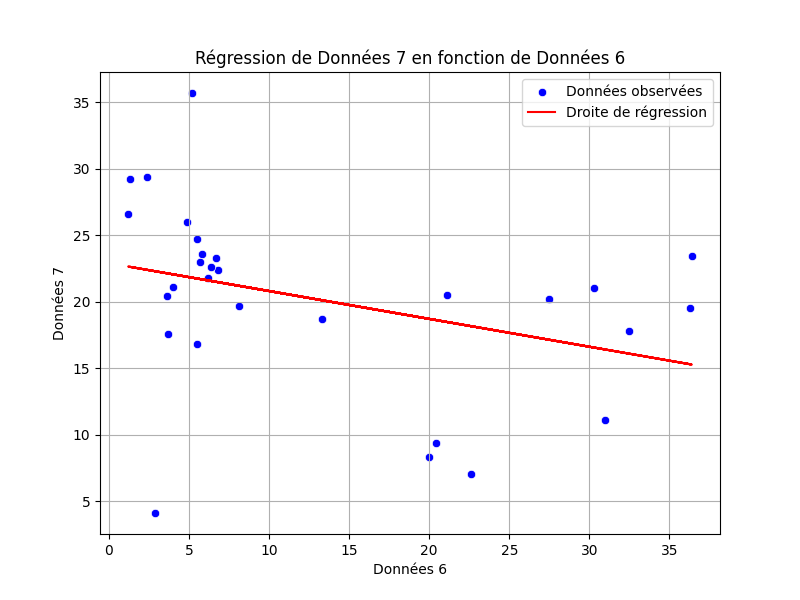 Régression de Données 7 en fonction de Données 6
Données observées
Droite de régression
35
30
25
20
15
10
5
Données 7
0 5 10 15 20 25 30 35
Données 6